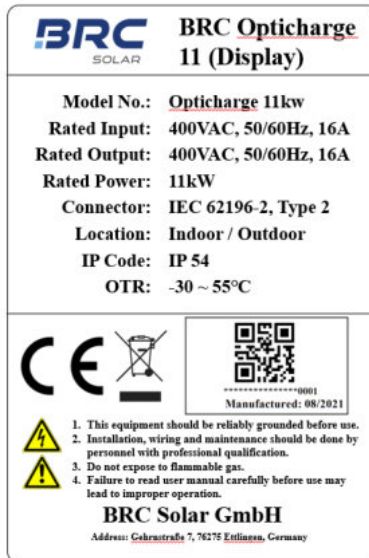 BRC
SOLAR
BRC Opticharge
11 (Display)
Model No.: Opticharge 11kw
Rated Input: 400VAC, 50/60Hz, 16A
Rated Output: 400VAC, 50/60Hz, 16A
Rated Power: 11kW
Connector: IEC 62196-2, Type 2
Location: Indoor / Outdoor
IP Code: IP 54
OTR: -30 ~ 55°C
CE
***************0001
Manufactured: 08/2021
1. This equipment should be reliably grounded before use.
2. Installation, wiring and maintenance should be done by
personnel with professional qualification.
3. Do not expose to flammable gas.
4. Failure to read user manual carefully before use may
lead to improper operation.
BRC Solar GmbH
Address: Gehrnstraße 7, 76275 Ettlingen, Germany